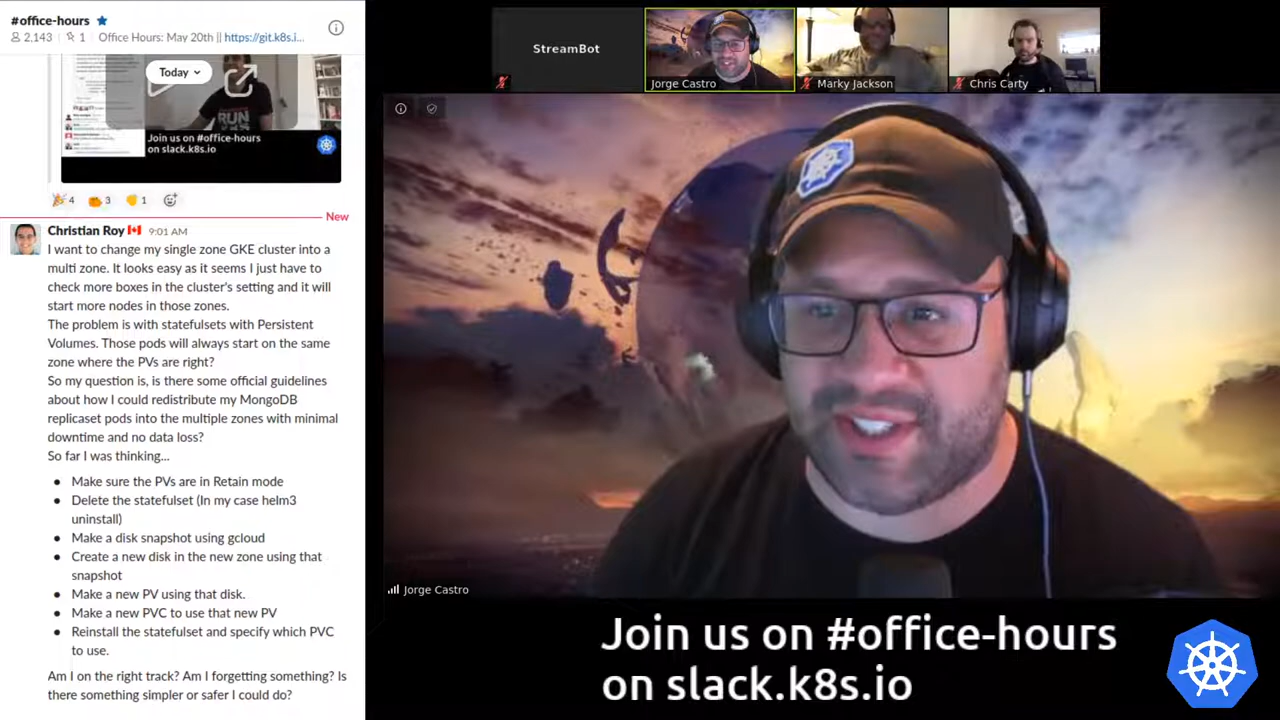 #office-hours
2,143
1
Office Hours: May 20th || https://git.k8s.i...
Today
RUN
Join us on #office-hours
on slack.k8s.io
4
3
1
New
Christian Roy 9:01 AM
I want to change my single zone GKE cluster into a
multi zone. It looks easy as it seems I just have to
check more boxes in the cluster's setting and it will
start more nodes in those zones.
The problem is with statefulsets with Persistent
Volumes. Those pods will always start on the same
zone where the PVs are right?
So my question is, is there some official guidelines
about how I could redistribute my MongoDB
replicaset pods into the multiple zones with minimal
downtime and no data loss?
So far I was thinking...
• Make sure the PVs are in Retain mode
• Delete the statefulset (In my case helm3
uninstall)
• Make a disk snapshot using gcloud
• Create a new disk in the new zone using that
snapshot
• Make a new PV using that disk.
• Make a new PVC to use that new PV
• Reinstall the statefulset and specify which PVC
to use.
Am I on the right track? Am I forgetting something? Is
there something simpler or safer I could do?
StreamBot
Jorge Castro
Marky Jackson
Chris Carty
Jorge Castro
Join us on #office-hours
on slack.k8s.io